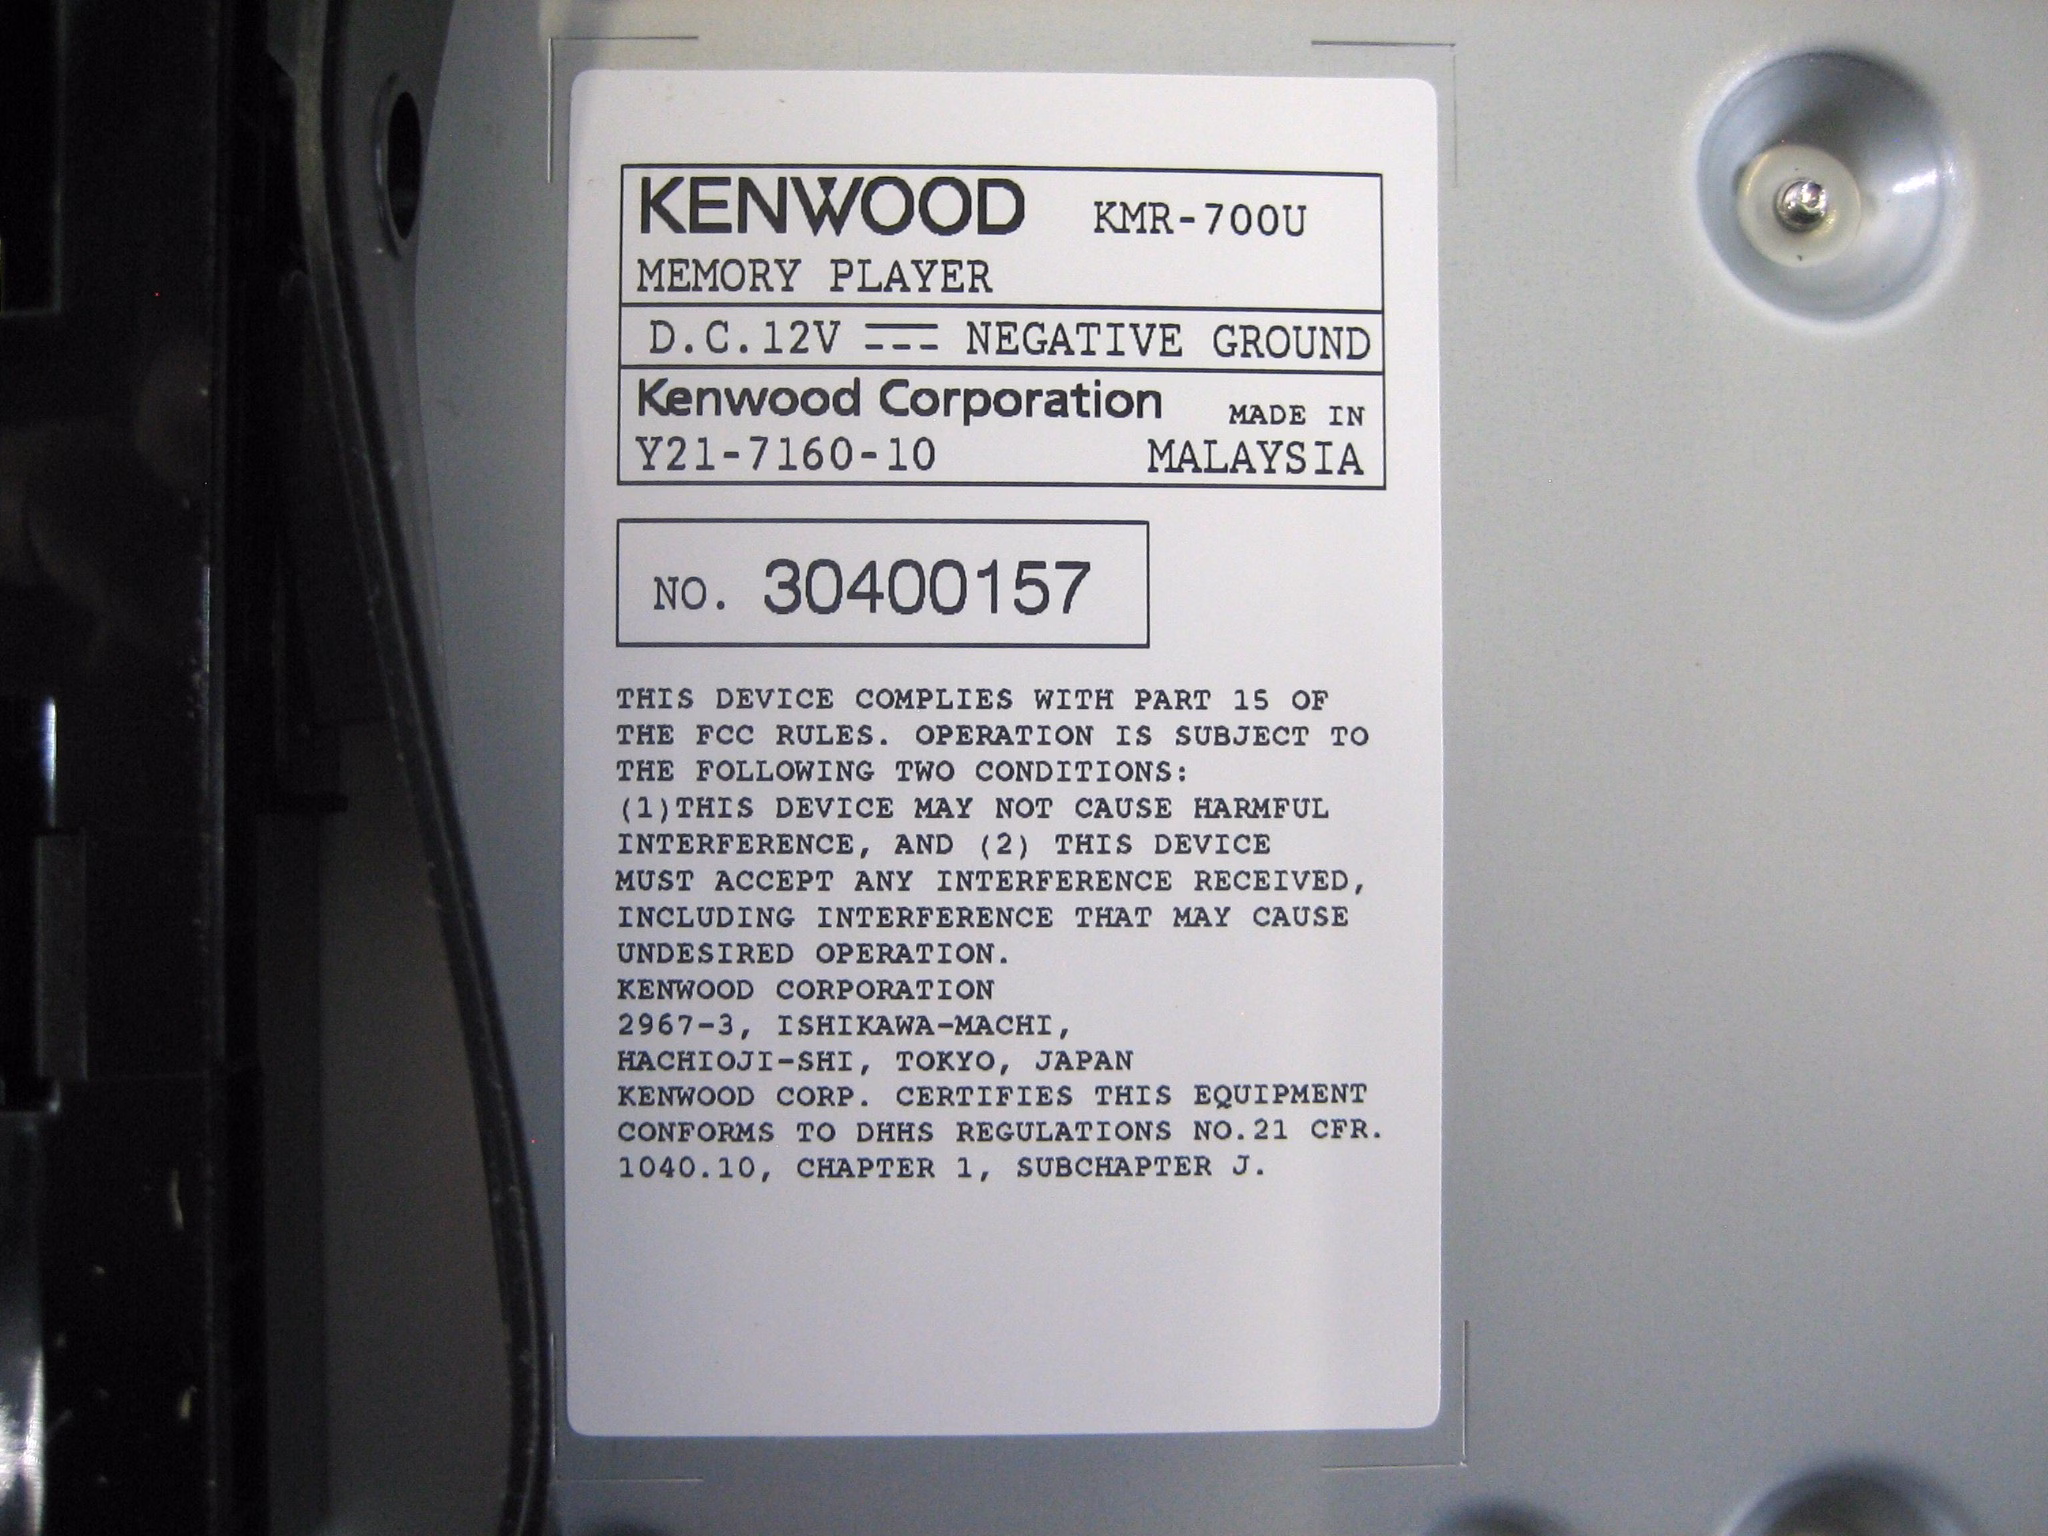 KENWOOD KMR-700U
MEMORY PLAYER
D.C.12V ⎓ NEGATIVE GROUND
Kenwood Corporation MADE IN
Y21-7160-10 MALAYSIA
NO. 30400157
THIS DEVICE COMPLIES WITH PART 15 OF
THE FCC RULES. OPERATION IS SUBJECT TO
THE FOLLOWING TWO CONDITIONS:
(1)THIS DEVICE MAY NOT CAUSE HARMFUL
INTERFERENCE, AND (2) THIS DEVICE
MUST ACCEPT ANY INTERFERENCE RECEIVED,
INCLUDING INTERFERENCE THAT MAY CAUSE
UNDESIRED OPERATION.
KENWOOD CORPORATION
2967-3, ISHIKAWA-MACHI,
HACHIOJI-SHI, TOKYO, JAPAN
KENWOOD CORP. CERTIFIES THIS EQUIPMENT
CONFORMS TO DHHS REGULATIONS NO.21 CFR.
1040.10, CHAPTER 1, SUBCHAPTER J.